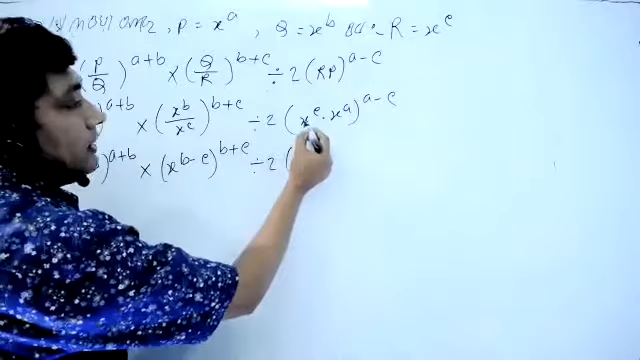 , P = x^a , Q = x^b R = x^c
(P/Q)^{a+b} × (Q/R)^{b+c} ÷ 2 (RP)^{a-c}
^{a+b} × (x^b/x^c)^{b+c} ÷ 2 (x^c · x^a)^{a-c}
)^{a+b} × (x^{b-c})^{b+c} ÷ 2 (